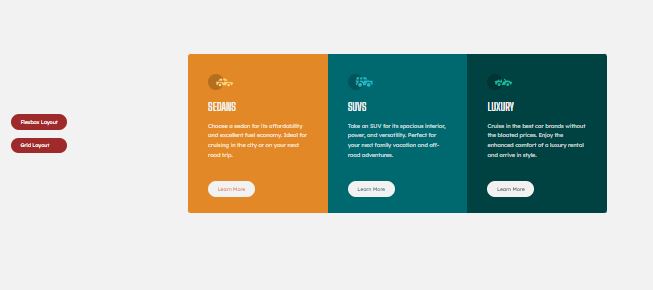 Flexbox Layout
Grid Layout
SEDANS
Choose a sedan for its affordability
and excellent fuel economy. Ideal for
cruising in the city or on your next
road trip.
Learn More
SUVS
Take an SUV for its spacious interior,
power, and versatility. Perfect for
your next family vacation and off-
road adventures.
Learn More
LUXURY
Cruise in the best car brands without
the bloated prices. Enjoy the
enhanced comfort of a luxury rental
and arrive in style.
Learn More